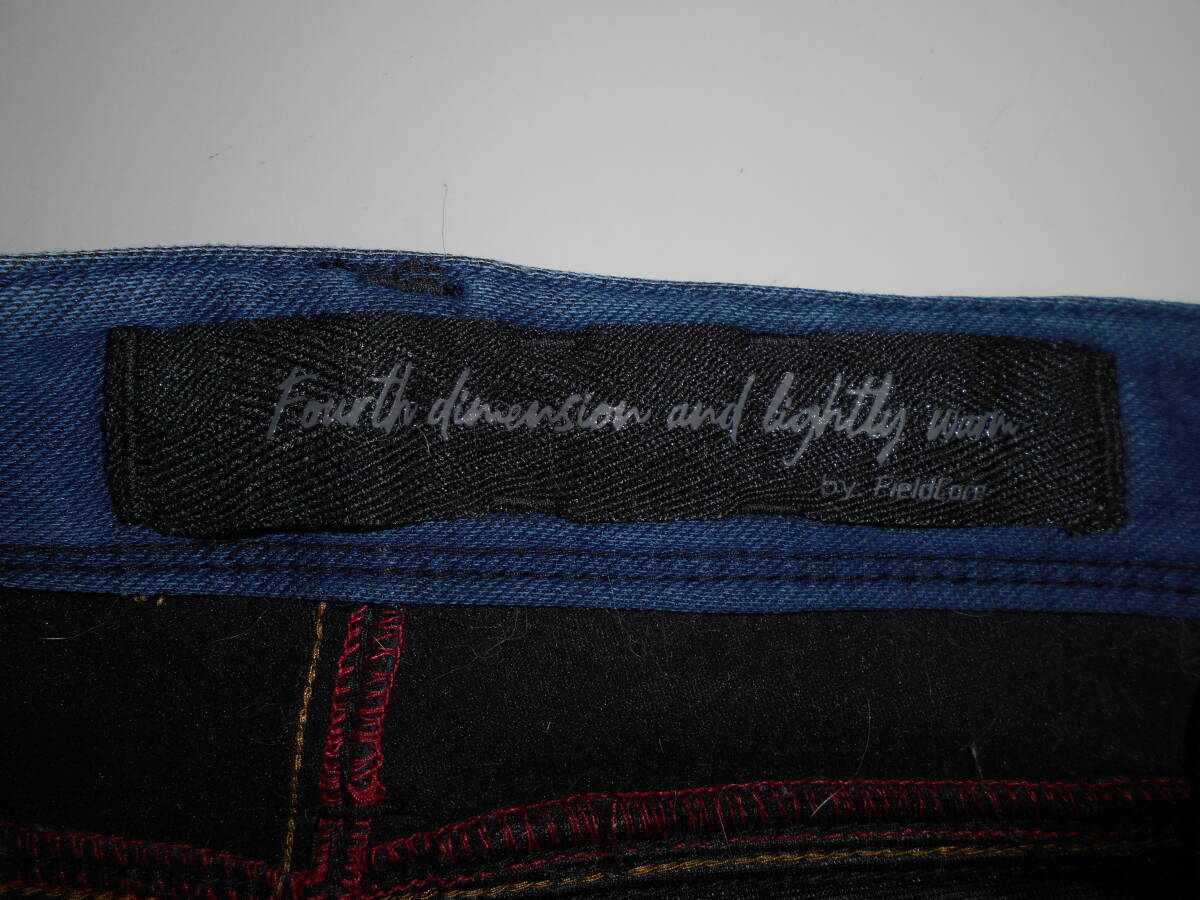 Fourth dimension and lightly warm
by FieldCore